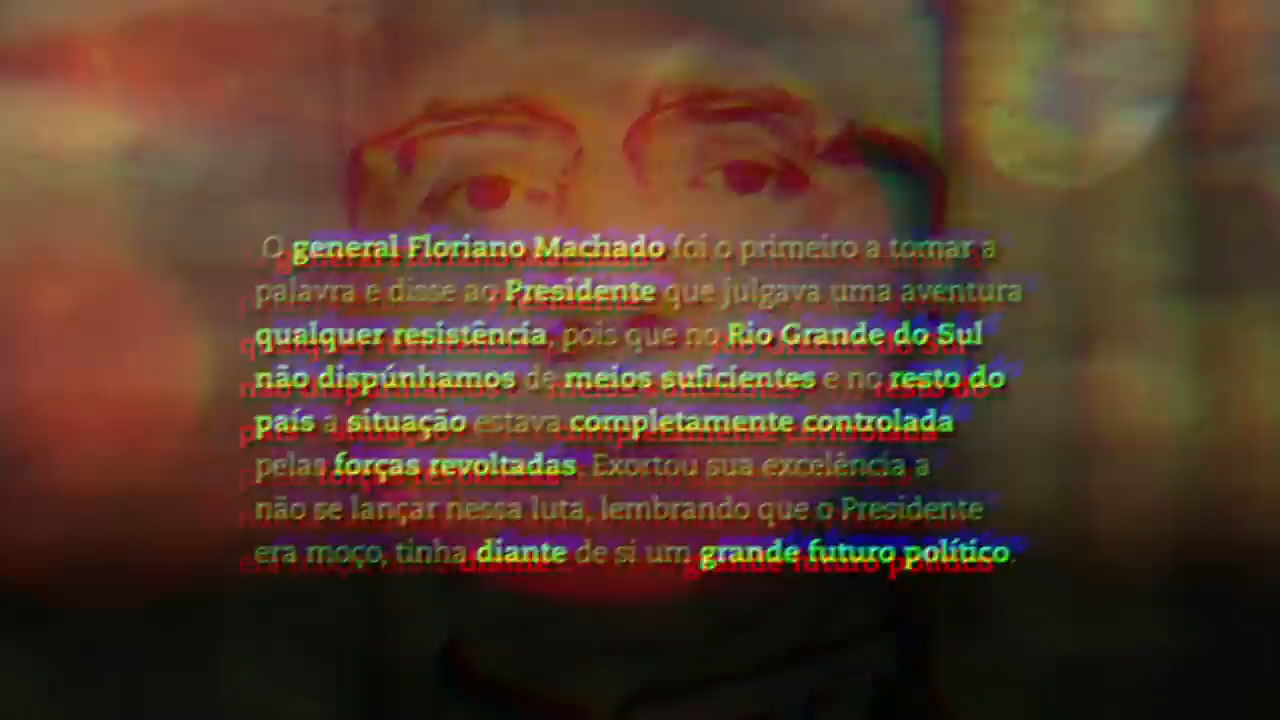 O general Floriano Machado foi o primeiro a tomar a
palavra e disse ao Presidente que julgava uma aventura
qualquer resistência, pois que no Rio Grande do Sul
não dispúnhamos de meios suficientes e no resto do
país a situação estava completamente controlada
pelas forças revoltadas. Exortou sua excelência a
não se lançar nessa luta, lembrando que o Presidente
era moço, tinha diante de si um grande futuro político.